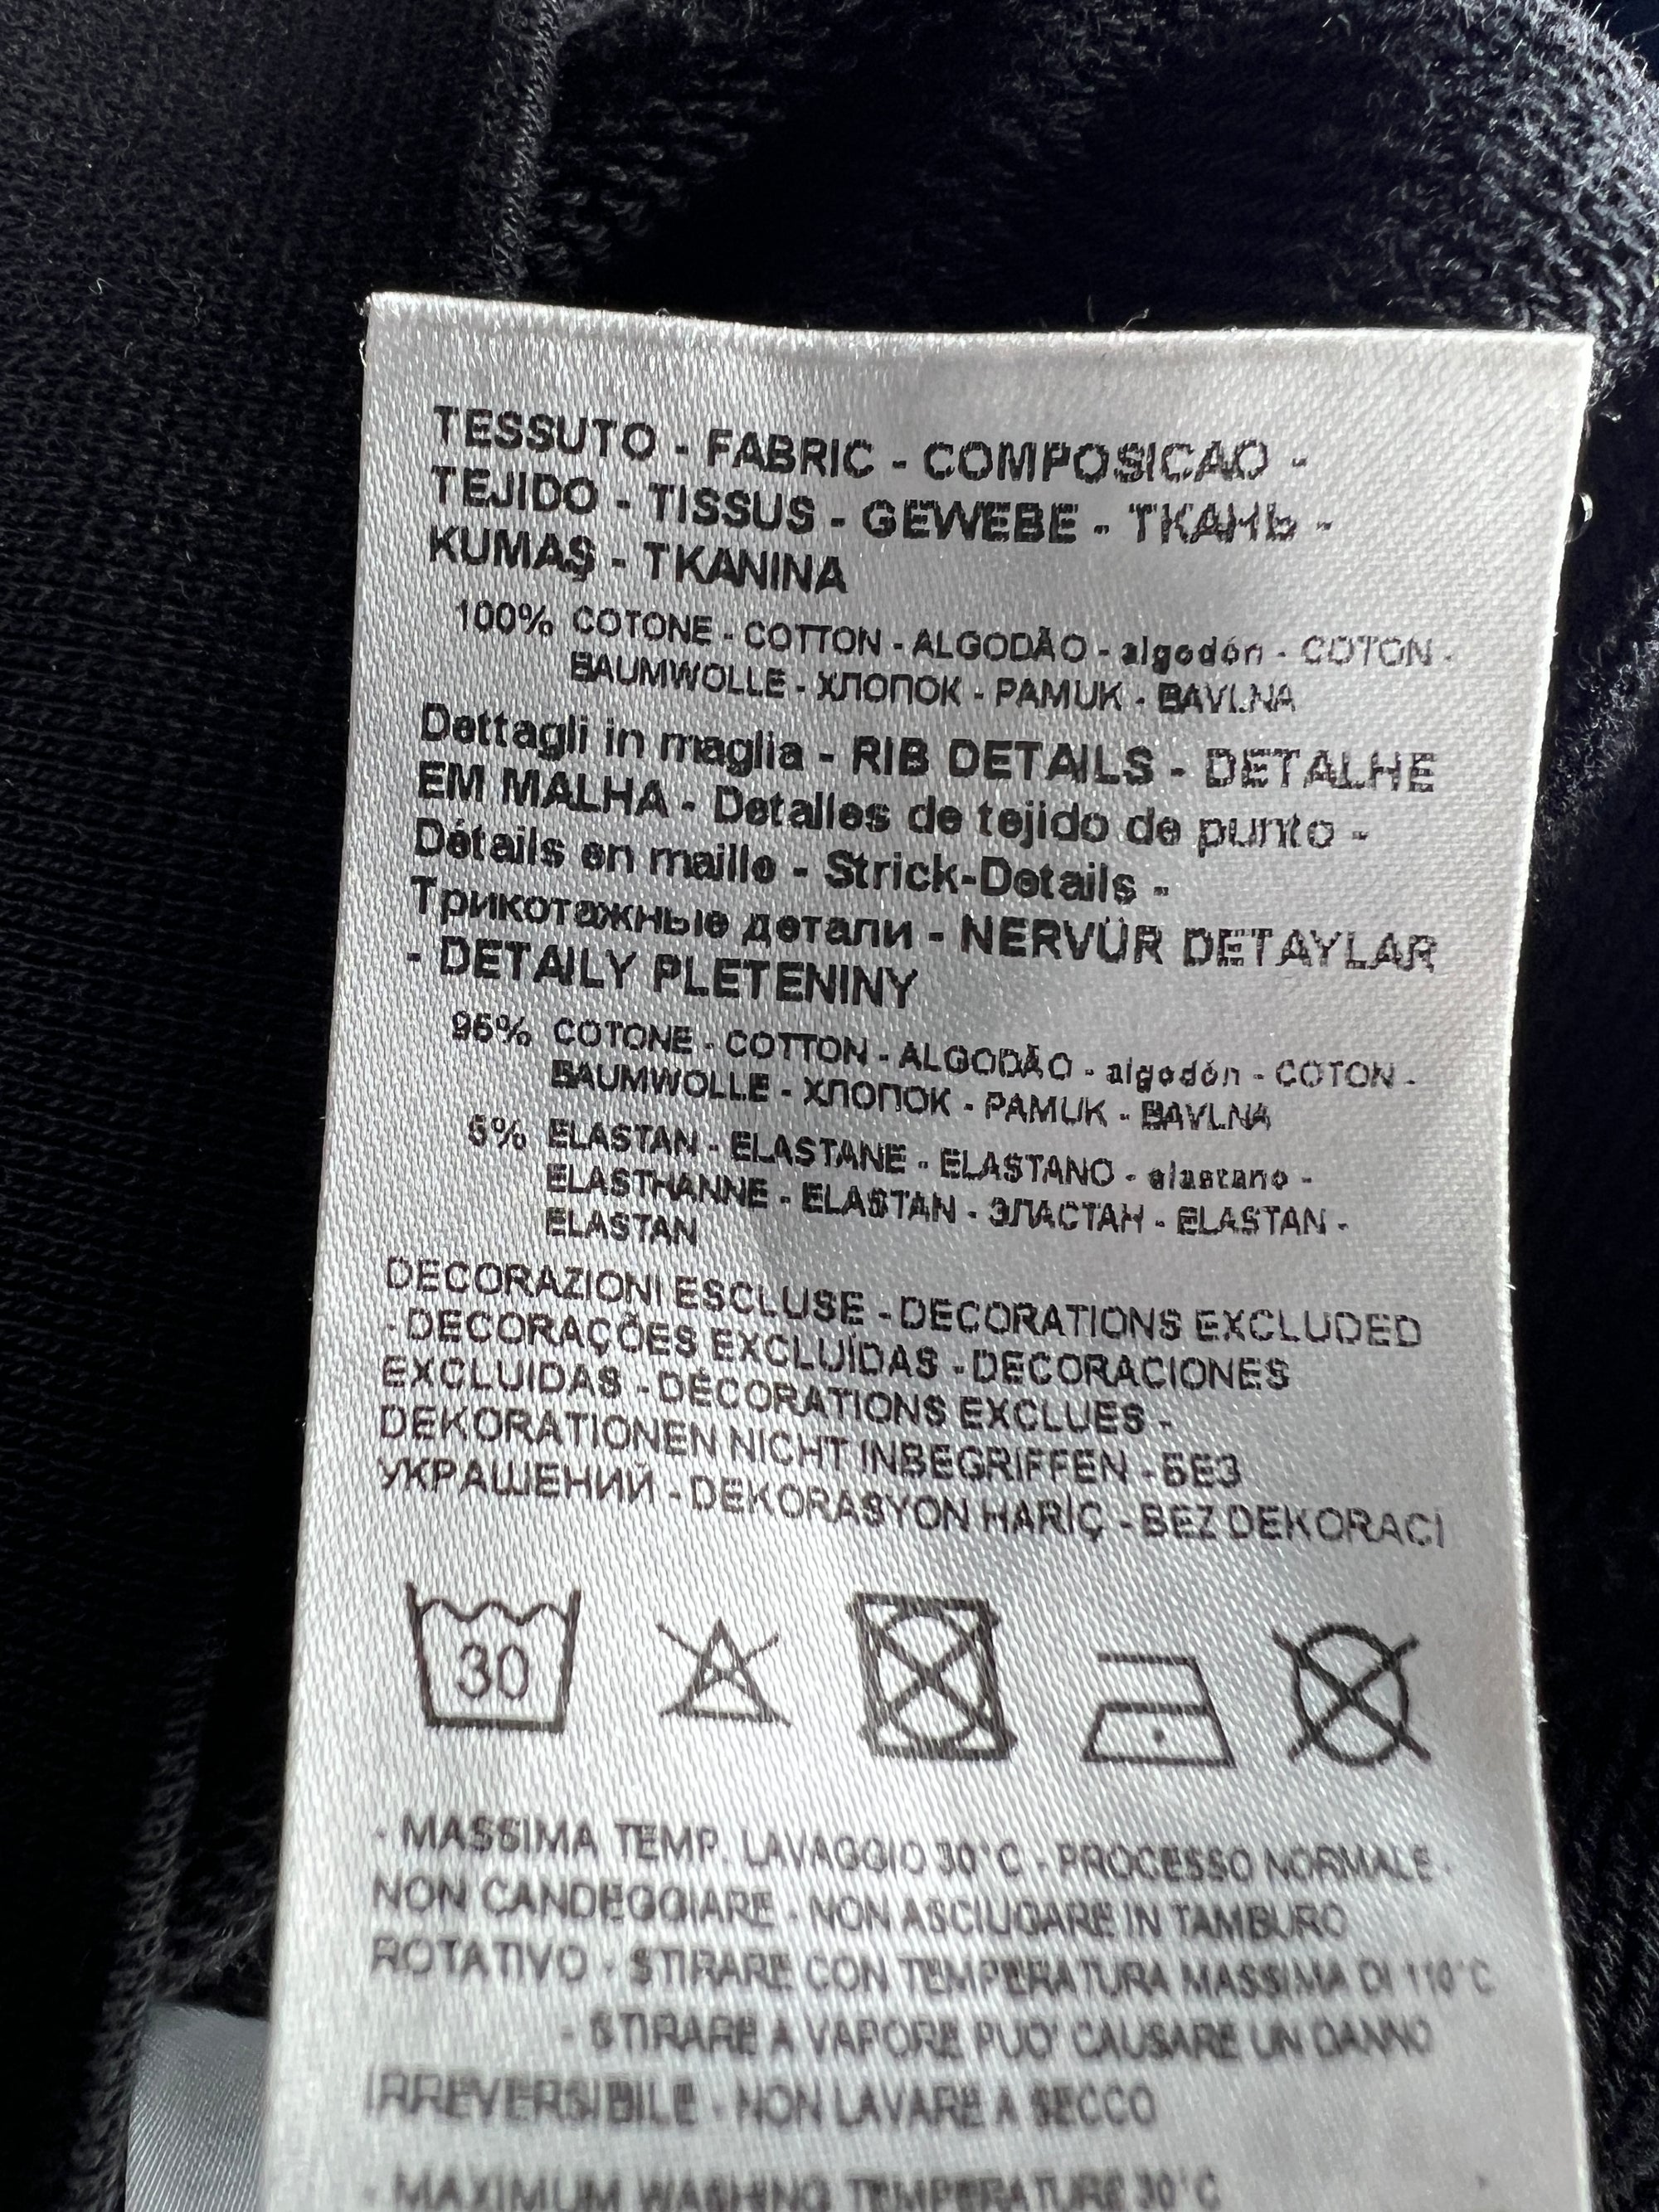 TESSUTO - FABRIC - COMPOSICAO -
TEJIDO - TISSUS - GEWEBE - ТКАНЬ -
KUMAŞ - TKANINA
100% COTONE - COTTON - ALGODÃO - algodón - COTON -
BAUMWOLLE - ХЛОПОК - PAMUK - BAVLNA
Dettagli in maglia - RIB DETAILS - DETALHE
EM MALHA - Detalles de tejido de punto -
Détails en maille - Strick-Details -
Трикотажные детали - NERVÜR DETAYLAR
- DETAILY PLETENINY
95% COTONE - COTTON - ALGODÃO - algodón - COTON -
BAUMWOLLE - ХЛОПОК - PAMUK - BAVLNA
5% ELASTAN - ELASTANE - ELASTANO - elastano -
ELASTHANNE - ELASTAN - ЭЛАСТАН - ELASTAN -
ELASTAN
DECORAZIONI ESCLUSE - DECORATIONS EXCLUDED
- DECORAÇÕES EXCLUÍDAS - DECORACIONES
EXCLUIDAS - DÉCORATIONS EXCLUES -
DEKORATIONEN NICHT INBEGRIFFEN - БЕЗ
УКРАШЕНИЙ - DEKORASYON HARİÇ - BEZ DEKORACI
30
- MASSIMA TEMP. LAVAGGIO 30°C - PROCESSO NORMALE -
NON CANDEGGIARE - NON ASCIUGARE IN TAMBURO
ROTATIVO - STIRARE CON TEMPERATURA MASSIMA DI 110°C
- STIRARE A VAPORE PUO' CAUSARE UN DANNO
IRREVERSIBILE - NON LAVARE A SECCO
- MAXIMUM WASHING TEMPERATURE 30°C